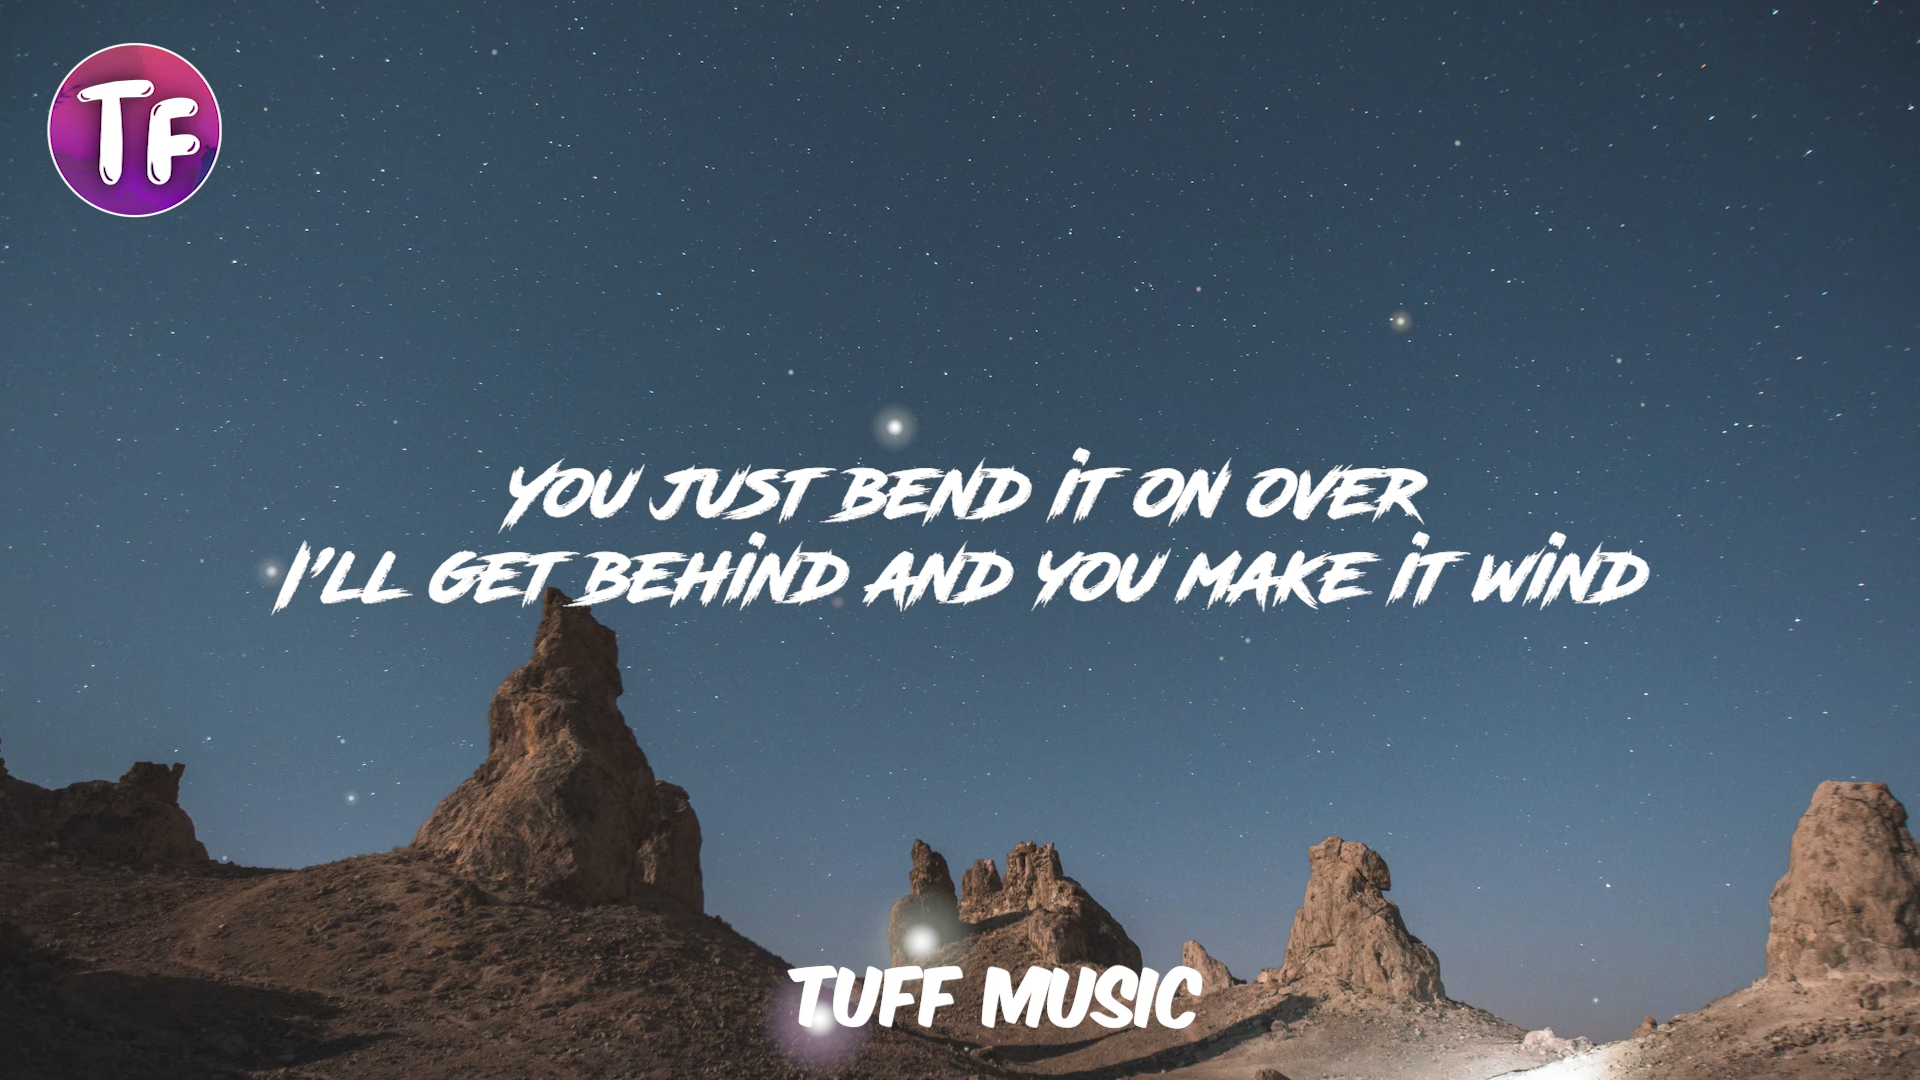 TF
YOU JUST BEND IT ON OVER
I'LL GET BEHIND AND YOU MAKE IT WIND
TUFF MUSIC